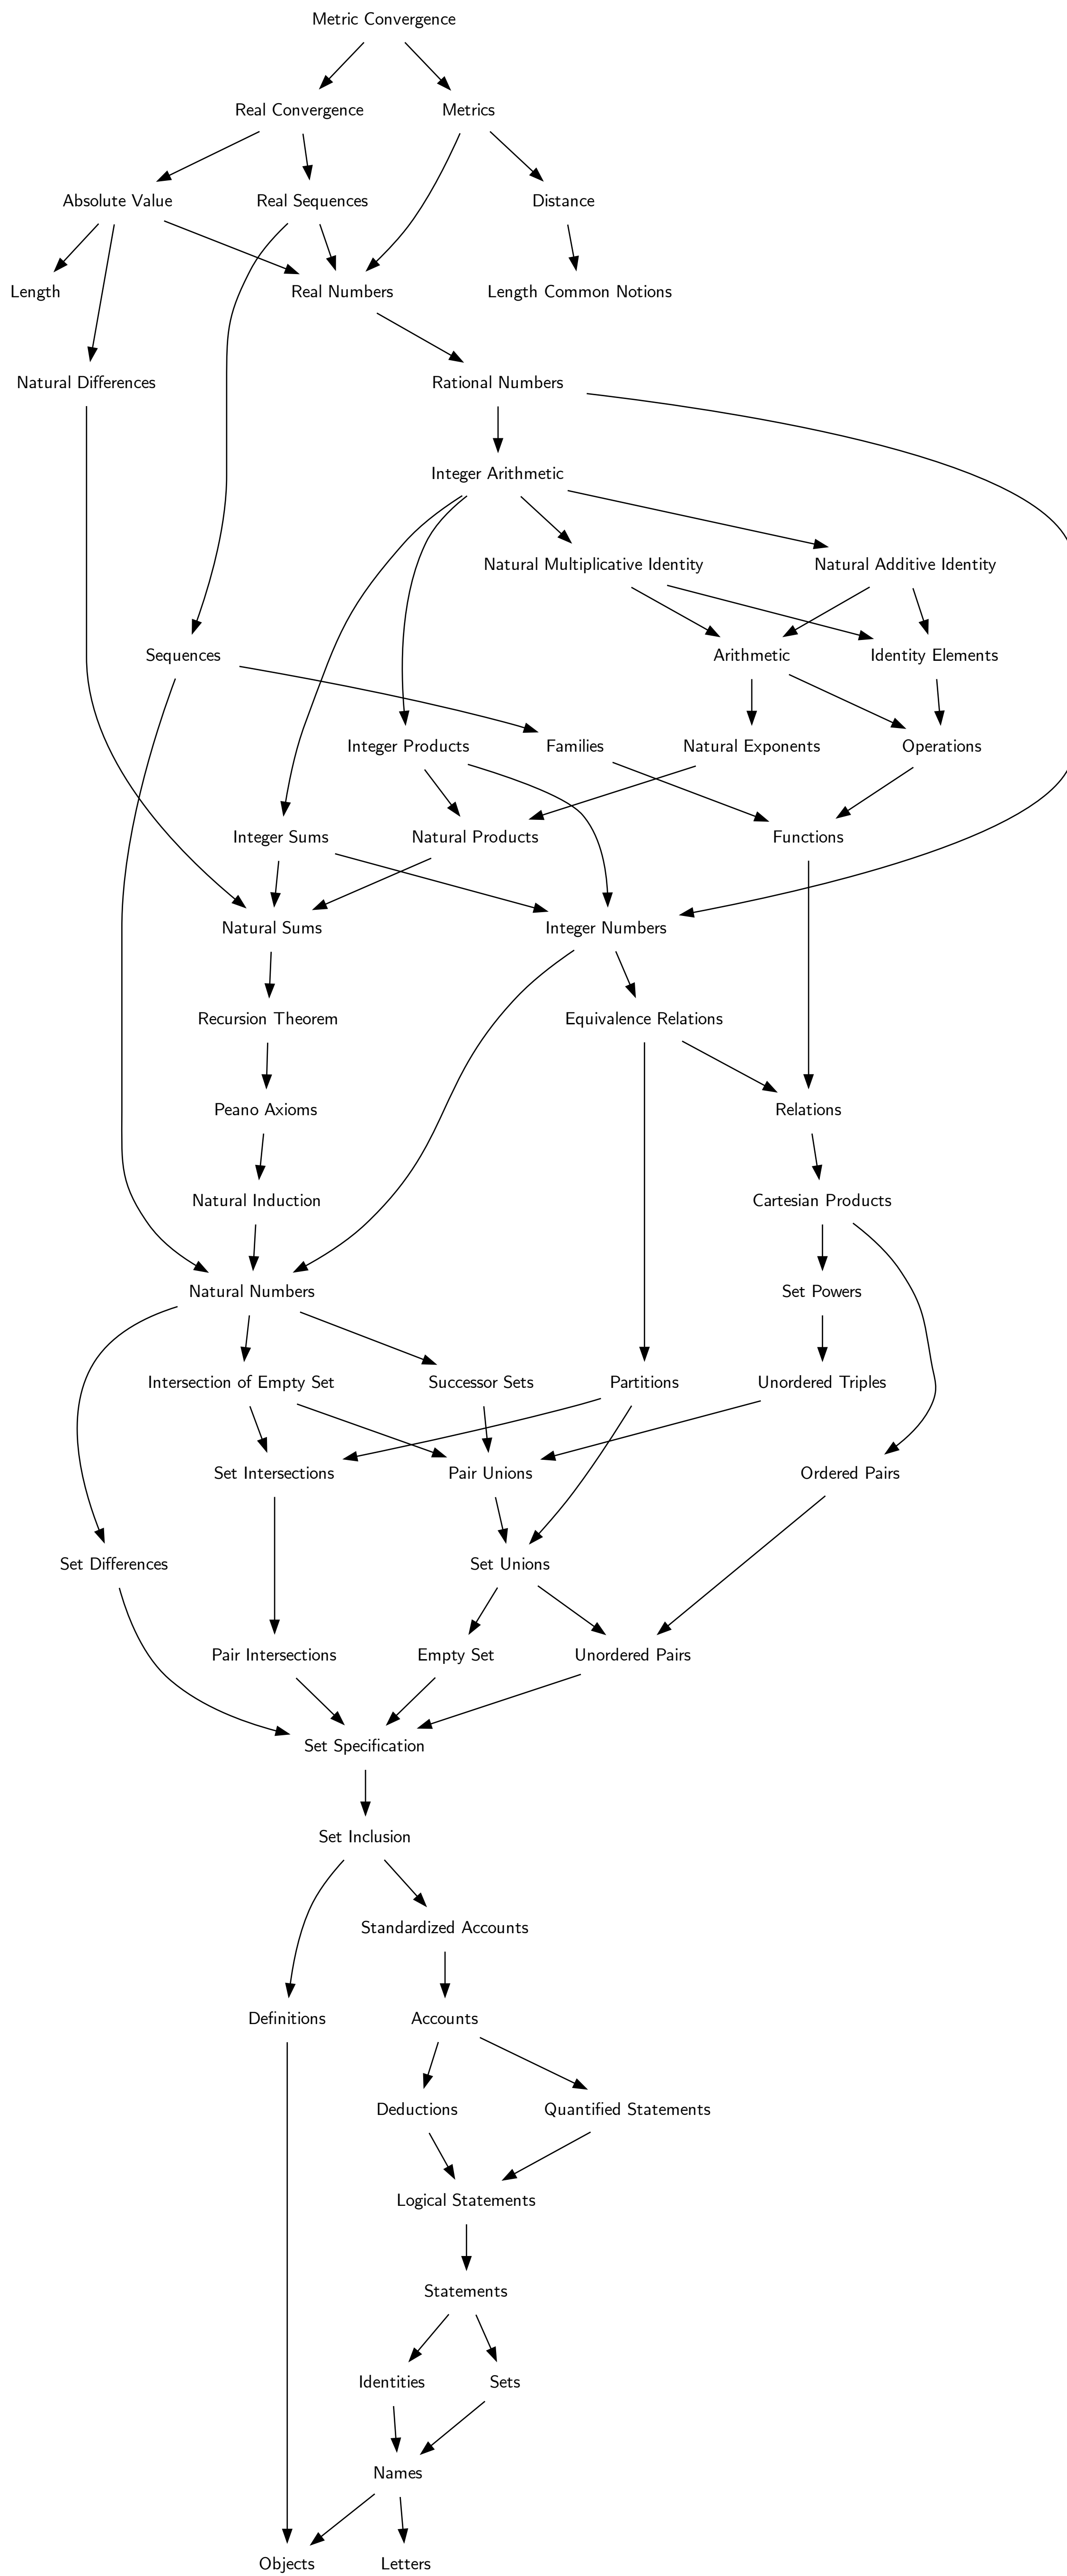 Metric Convergence
Real Convergence
Metrics
Absolute Value
Real Sequences
Distance
Length
Real Numbers
Length Common Notions
Natural Differences
Rational Numbers
Integer Arithmetic
Natural Multiplicative Identity
Natural Additive Identity
Sequences
Arithmetic
Identity Elements
Integer Products
Families
Natural Exponents
Operations
Integer Sums
Natural Products
Functions
Natural Sums
Integer Numbers
Recursion Theorem
Equivalence Relations
Peano Axioms
Relations
Natural Induction
Cartesian Products
Natural Numbers
Set Powers
Intersection of Empty Set
Successor Sets
Partitions
Unordered Triples
Set Intersections
Pair Unions
Ordered Pairs
Set Differences
Set Unions
Pair Intersections
Empty Set
Unordered Pairs
Set Specification
Set Inclusion
Standardized Accounts
Definitions
Accounts
Deductions
Quantified Statements
Logical Statements
Statements
Identities
Sets
Names
Objects
Letters